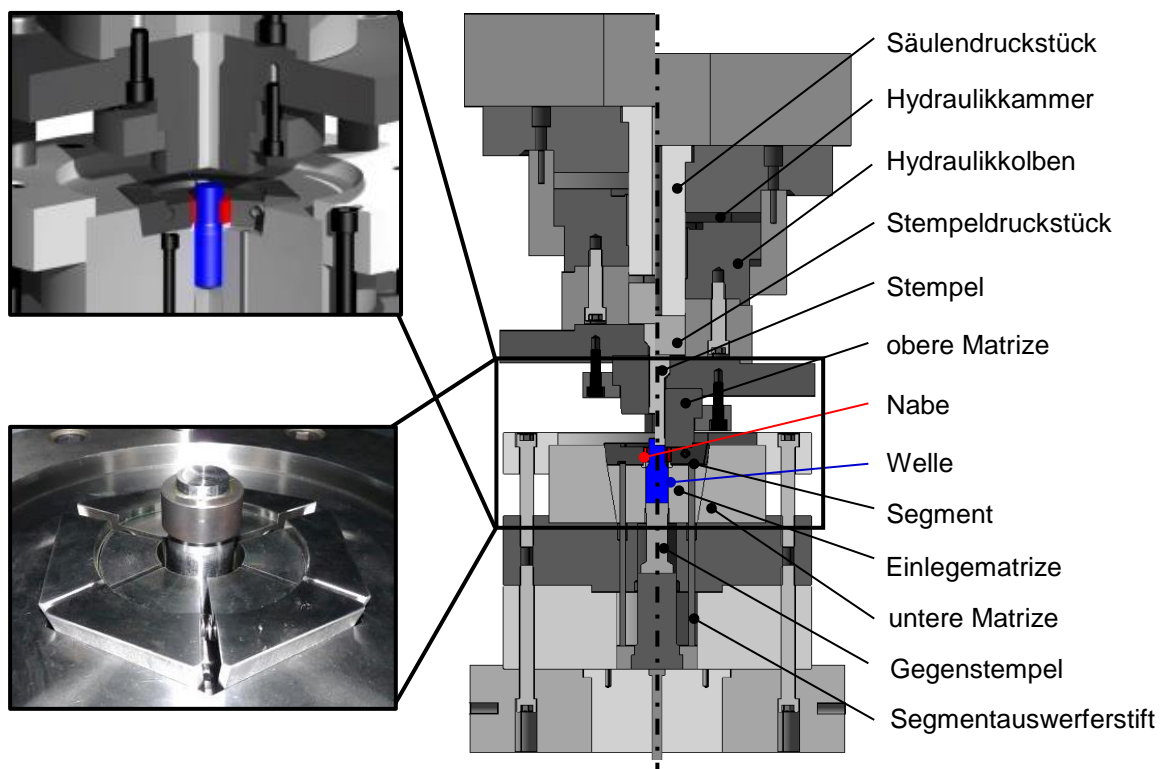 Säulendruckstück
Hydraulikkammer
Hydraulikkolben
Stempeldruckstück
Stempel
obere Matrize
Nabe
Welle
Segment
Einlegematrize
untere Matrize
Gegenstempel
Segmentauswerferstift